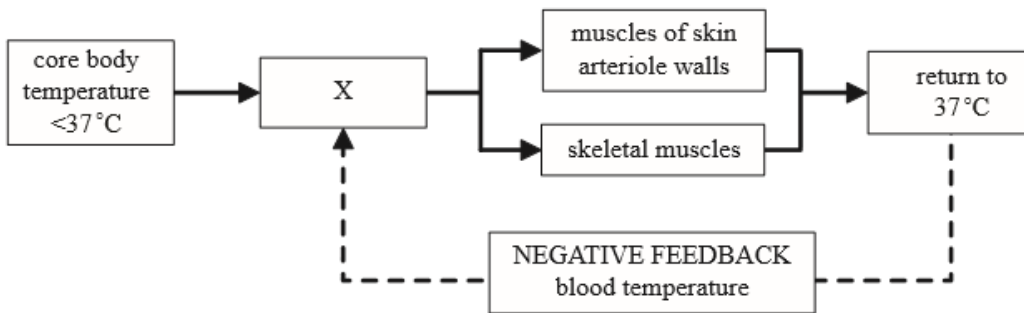 core body
temperature
<37°C
X
muscles of skin
arteriole walls
skeletal muscles
return to
37°C
NEGATIVE FEEDBACK
blood temperature